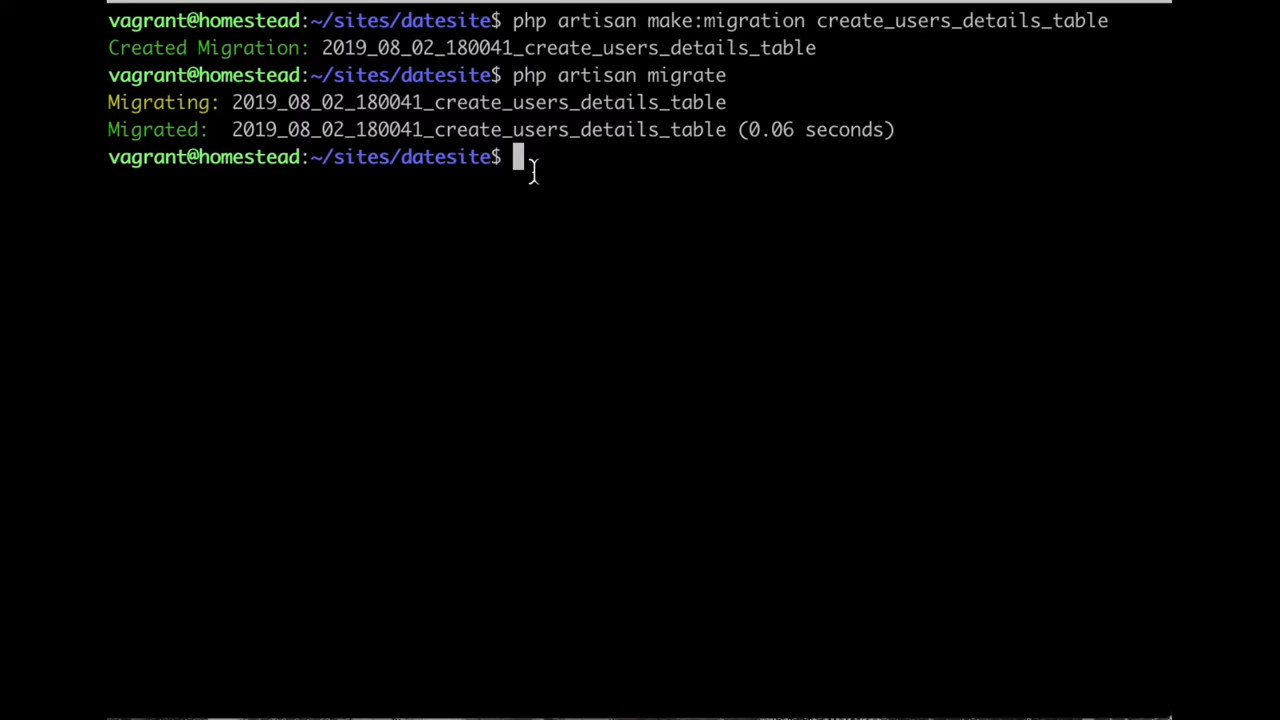 vagrant@homestead:~/sites/datesite$ php artisan make:migration create_users_details_table
Created Migration: 2019_08_02_180041_create_users_details_table
vagrant@homestead:~/sites/datesite$ php artisan migrate
Migrating: 2019_08_02_180041_create_users_details_table
Migrated:  2019_08_02_180041_create_users_details_table (0.06 seconds)
vagrant@homestead:~/sites/datesite$